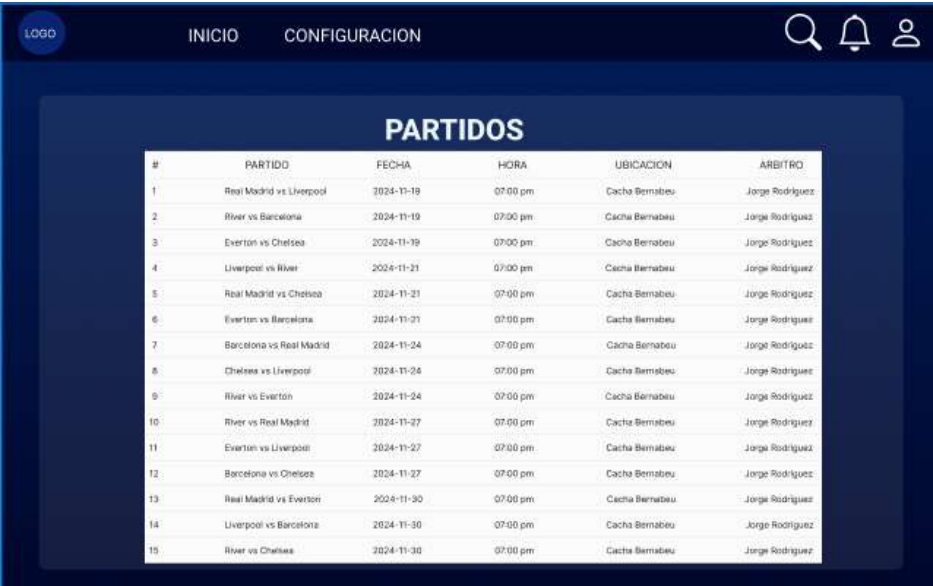 LOGO INICIO CONFIGURACION
PARTIDOS
# PARTIDO FECHA HORA UBICACION ARBITRO
1 Real Madrid vs Liverpool 2024-11-19 07:00 pm Cacha Bernabeu Jorge Rodriguez
2 River vs Barcelona 2024-11-19 07:00 pm Cacha Bernabeu Jorge Rodriguez
3 Everton vs Chelsea 2024-11-19 07:00 pm Cacha Bernabeu Jorge Rodriguez
4 Liverpool vs River 2024-11-21 07:00 pm Cacha Bernabeu Jorge Rodriguez
5 Real Madrid vs Chelsea 2024-11-21 07:00 pm Cacha Bernabeu Jorge Rodriguez
6 Everton vs Barcelona 2024-11-21 07:00 pm Cacha Bernabeu Jorge Rodriguez
7 Barcelona vs Real Madrid 2024-11-24 07:00 pm Cacha Bernabeu Jorge Rodriguez
8 Chelsea vs Liverpool 2024-11-24 07:00 pm Cacha Bernabeu Jorge Rodriguez
9 River vs Everton 2024-11-24 07:00 pm Cacha Bernabeu Jorge Rodriguez
10 River vs Real Madrid 2024-11-27 07:00 pm Cacha Bernabeu Jorge Rodriguez
11 Everton vs Liverpool 2024-11-27 07:00 pm Cacha Bernabeu Jorge Rodriguez
12 Barcelona vs Chelsea 2024-11-27 07:00 pm Cacha Bernabeu Jorge Rodriguez
13 Real Madrid vs Everton 2024-11-30 07:00 pm Cacha Bernabeu Jorge Rodriguez
14 Liverpool vs Barcelona 2024-11-30 07:00 pm Cacha Bernabeu Jorge Rodriguez
15 River vs Chelsea 2024-11-30 07:00 pm Cacha Bernabeu Jorge Rodriguez